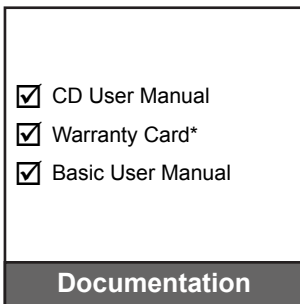 ☑ CD User Manual
☑ Warranty Card*
☑ Basic User Manual
Documentation